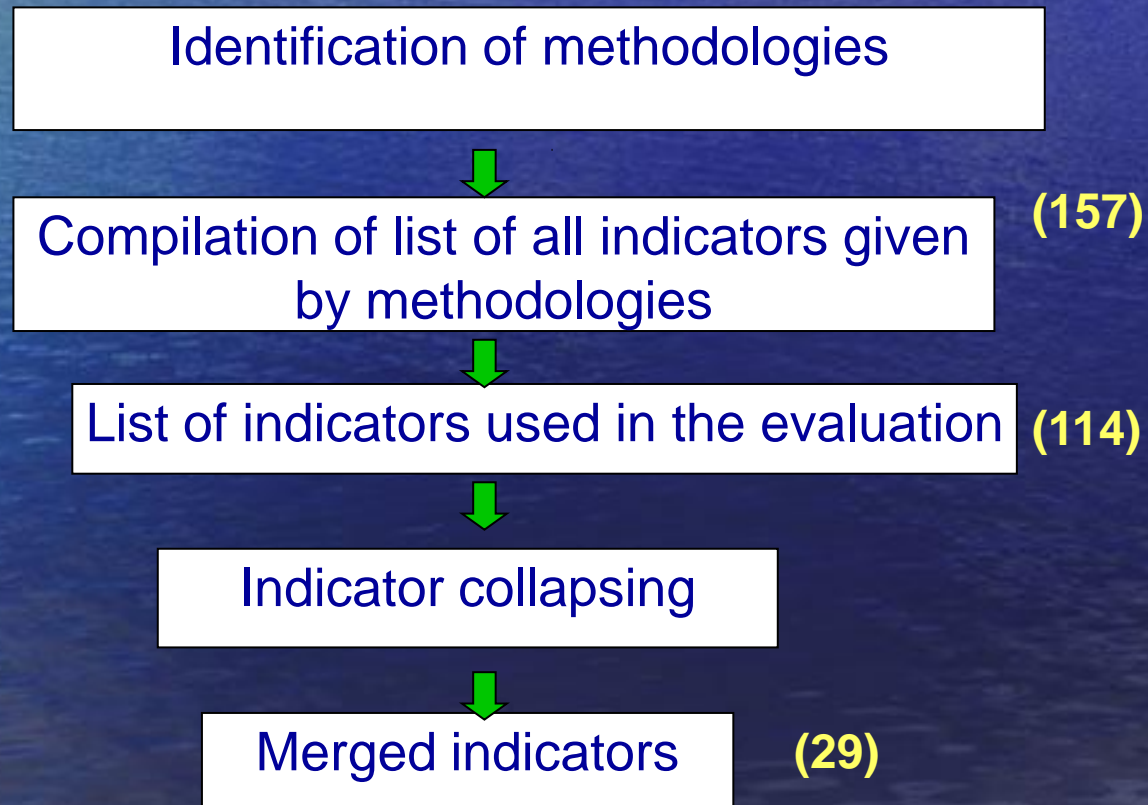 Identification of methodologies
Compilation of list of all indicators given
by methodologies
(157)
List of indicators used in the evaluation
(114)
Indicator collapsing
Merged indicators
(29)